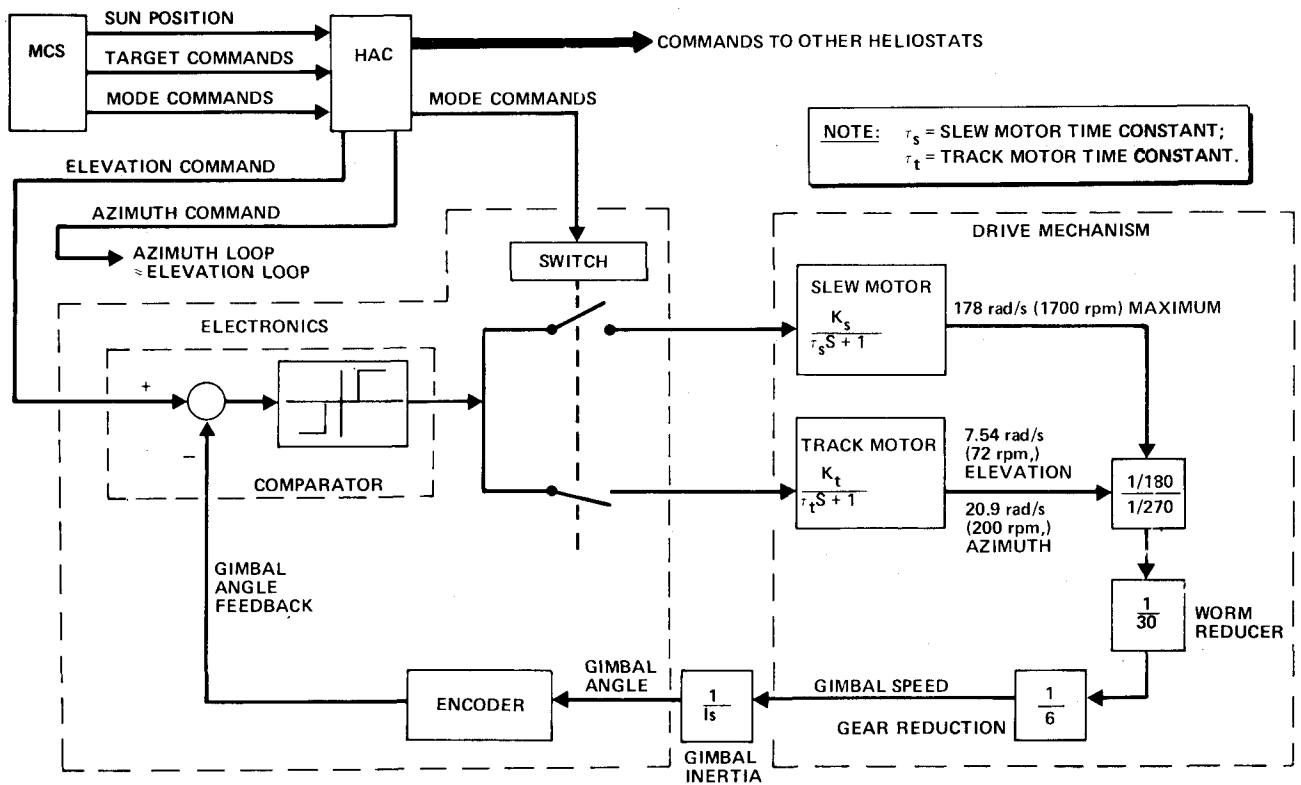 SUN POSITION
MCS
TARGET COMMANDS
MODE COMMANDS
HAC
COMMANDS TO OTHER HELIOSTATS
MODE COMMANDS
NOTE: τs = SLEW MOTOR TIME CONSTANT;
τt = TRACK MOTOR TIME CONSTANT.
ELEVATION COMMAND
AZIMUTH COMMAND
AZIMUTH LOOP
≈ELEVATION LOOP
SWITCH
DRIVE MECHANISM
ELECTRONICS
SLEW MOTOR
Ks
τsS + 1
178 rad/s (1700 rpm) MAXIMUM
+
−
COMPARATOR
TRACK MOTOR
Kt
τtS + 1
7.54 rad/s
(72 rpm,)
ELEVATION
20.9 rad/s
(200 rpm,)
AZIMUTH
1/180
1/270
GIMBAL
ANGLE
FEEDBACK
1
30
WORM
REDUCER
ENCODER
GIMBAL
ANGLE
1
Is
GIMBAL
INERTIA
GIMBAL SPEED
GEAR REDUCTION
1
6